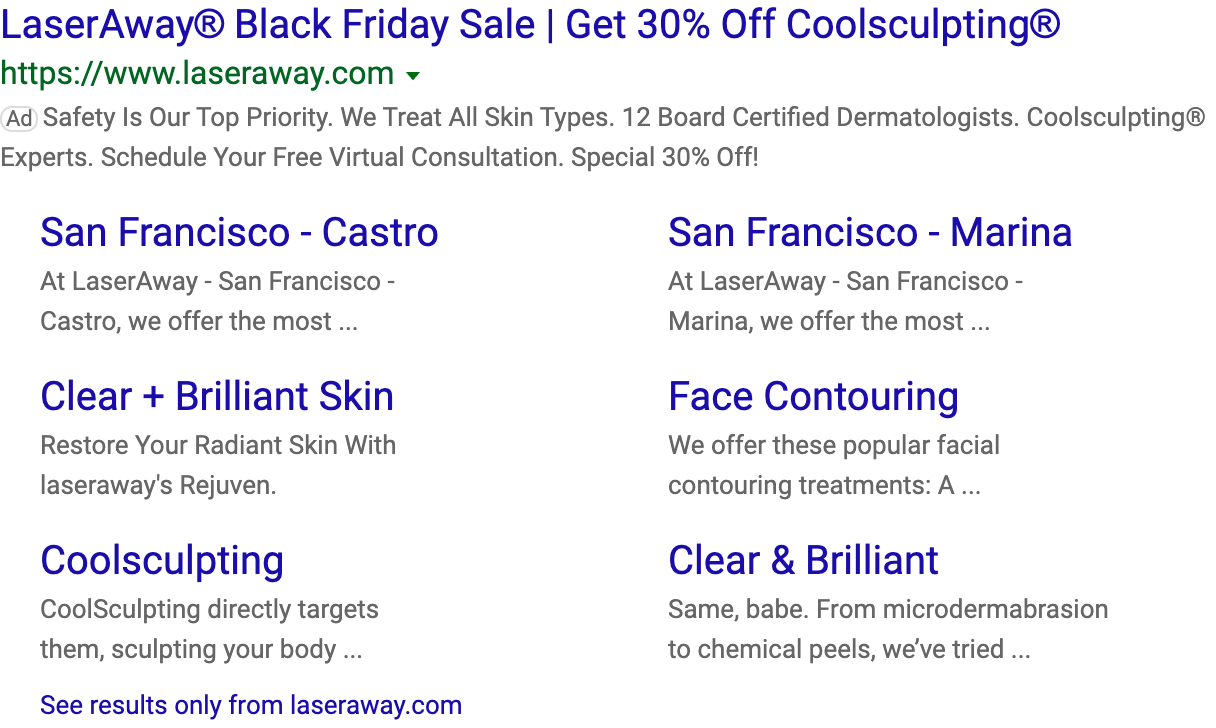 LaserAway® Black Friday Sale | Get 30% Off Coolsculpting®
https://www.laseraway.com
Ad Safety Is Our Top Priority. We Treat All Skin Types. 12 Board Certified Dermatologists. Coolsculpting®
Experts. Schedule Your Free Virtual Consultation. Special 30% Off!
San Francisco - Castro
At LaserAway - San Francisco -
Castro, we offer the most ...
San Francisco - Marina
At LaserAway - San Francisco -
Marina, we offer the most ...
Clear + Brilliant Skin
Restore Your Radiant Skin With
laseraway's Rejuven.
Face Contouring
We offer these popular facial
contouring treatments: A ...
Coolsculpting
CoolSculpting directly targets
them, sculpting your body ...
Clear & Brilliant
Same, babe. From microdermabrasion
to chemical peels, we’ve tried ...
See results only from laseraway.com